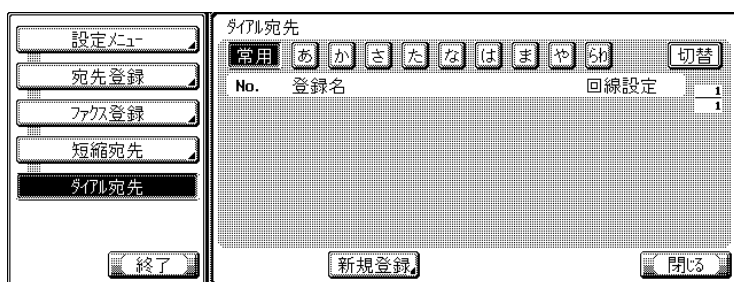 設定メニュー
宛先登録
ファクス登録
短縮宛先
ダイアル宛先
終了
ダイアル宛先
常用 あ か さ た な は ま や らわ 切替
No. 登録名 回線設定
1
1
新規登録
閉じる